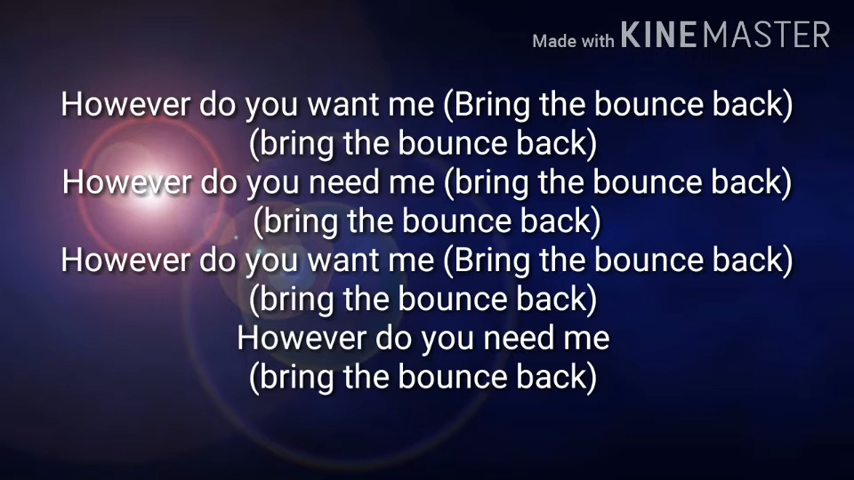 Made with KINEMASTER
However do you want me (Bring the bounce back)
(bring the bounce back)
However do you need me (bring the bounce back)
(bring the bounce back)
However do you want me (Bring the bounce back)
(bring the bounce back)
However do you need me
(bring the bounce back)